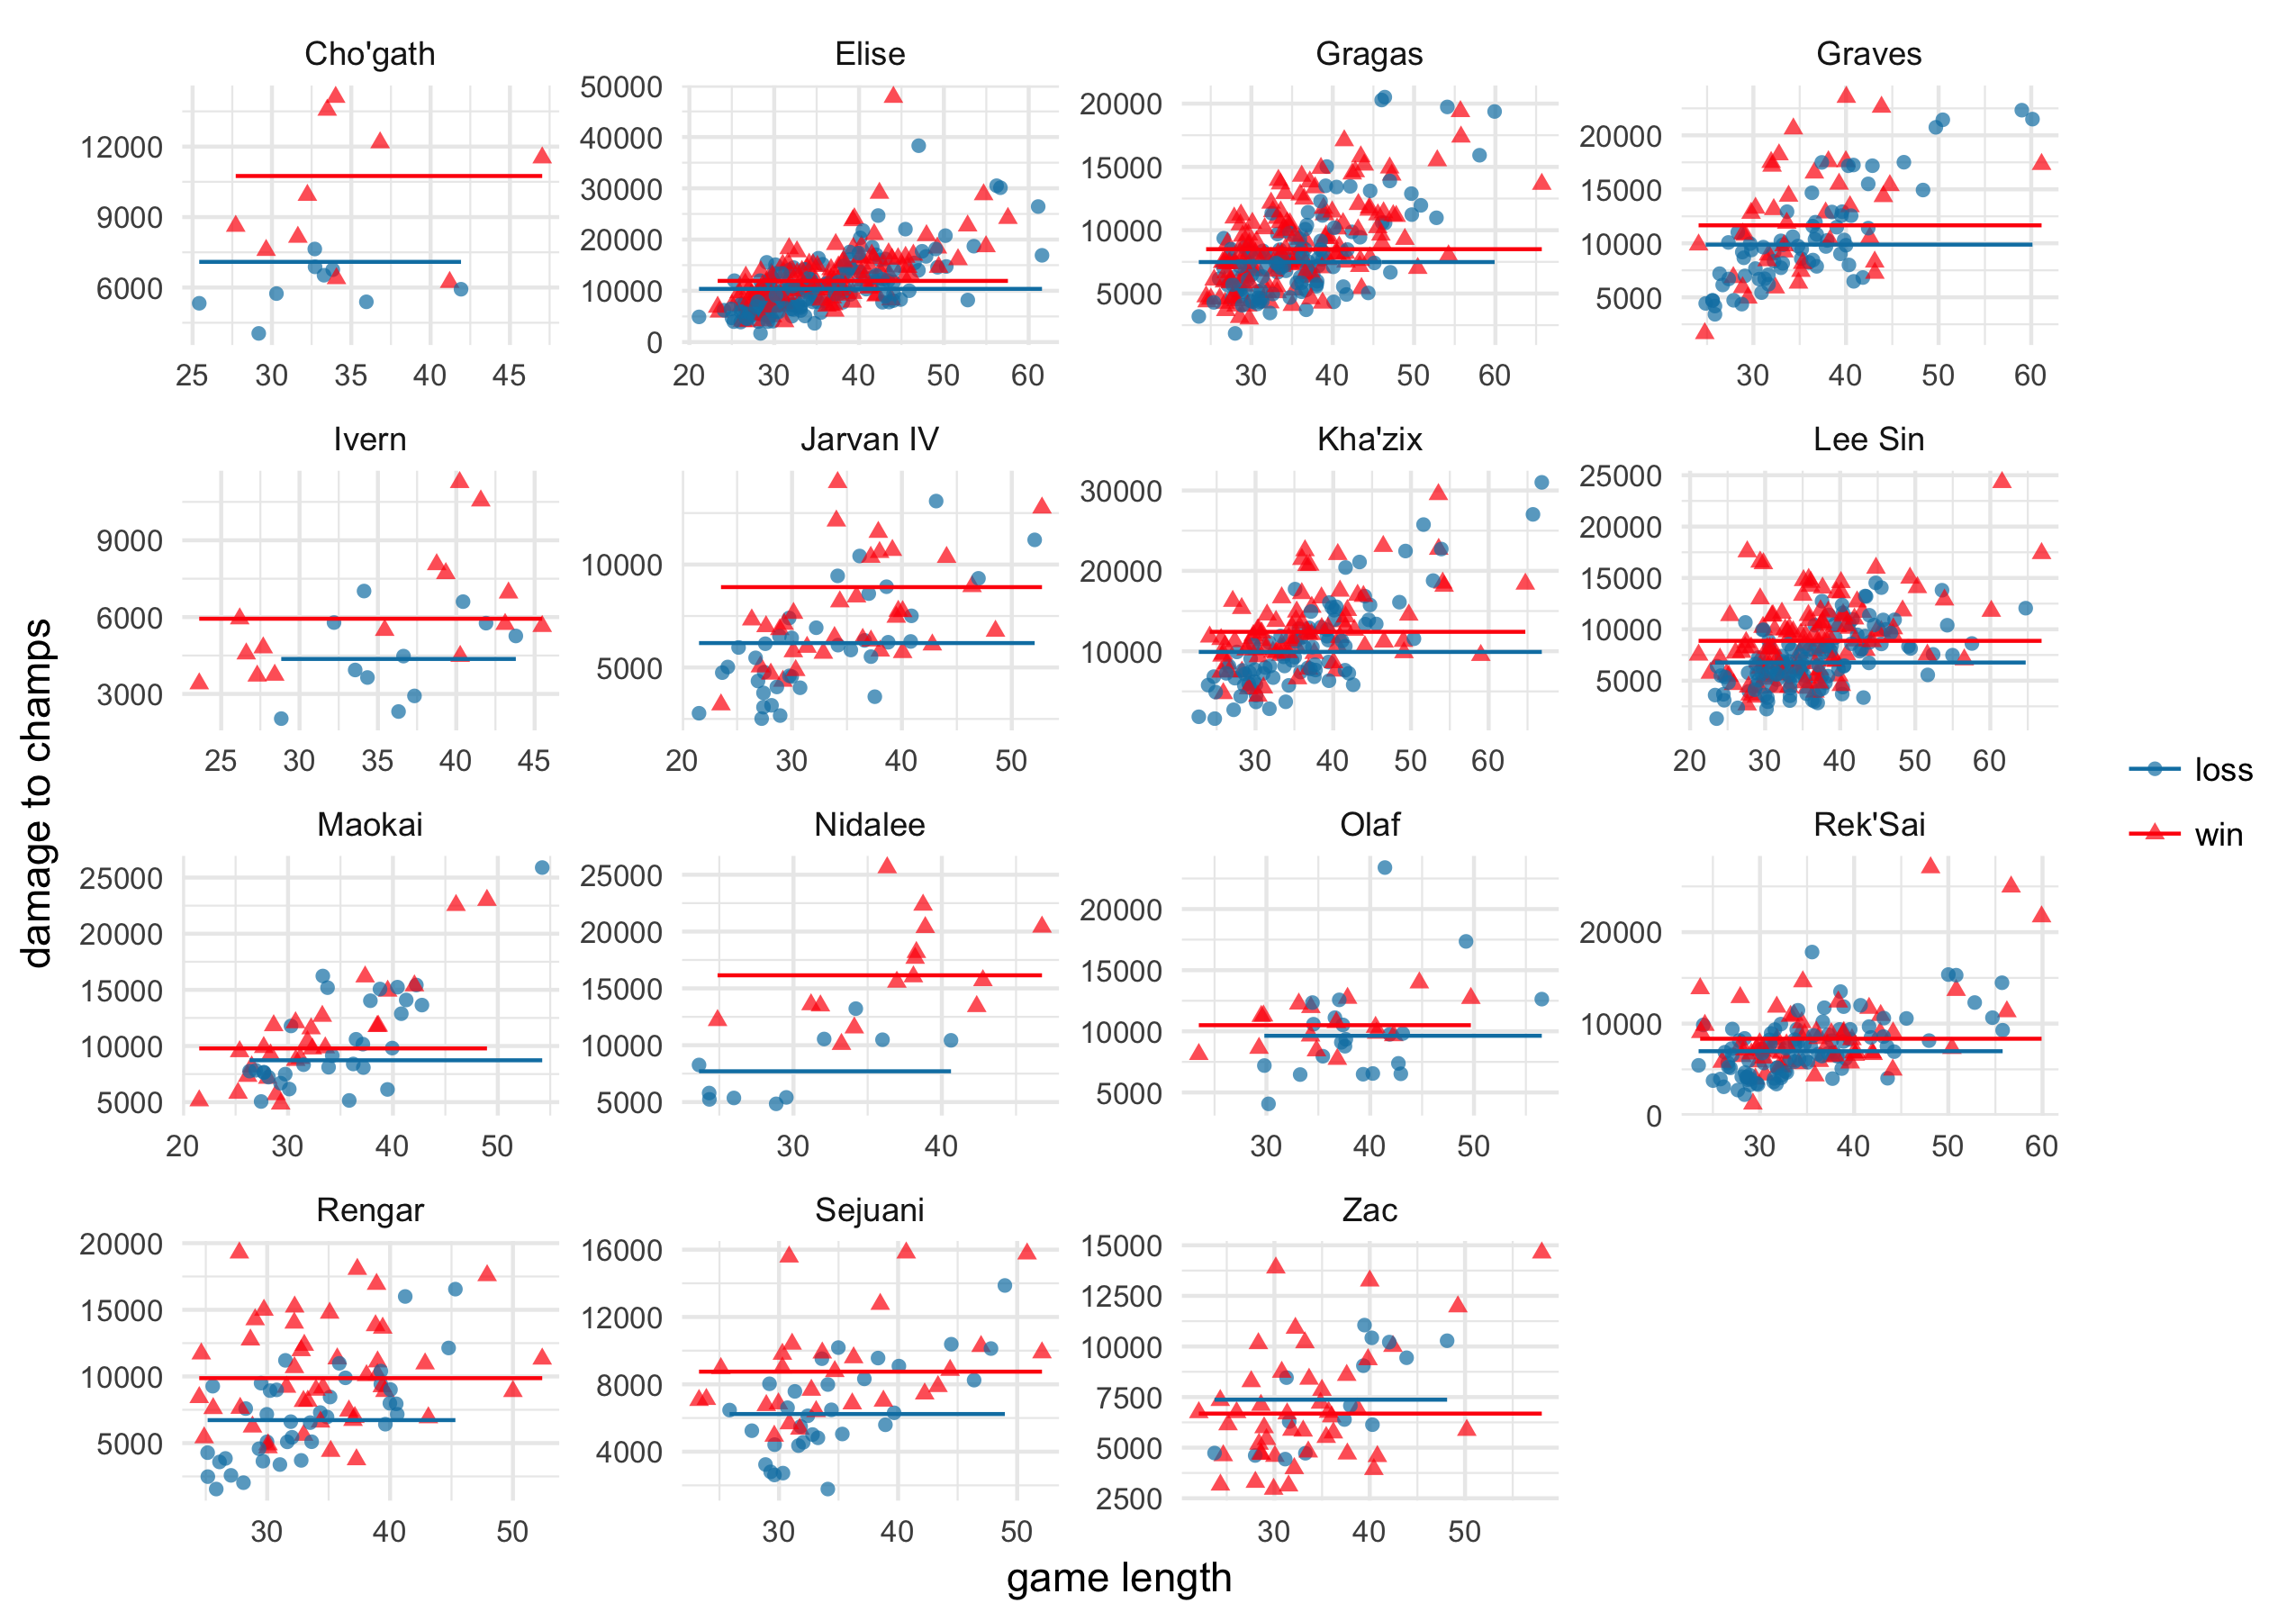 Cho'gath
Elise
Gragas
Graves
12000
9000
6000
25 30 35 40 45
50000
40000
30000
20000
10000
0
20 30 40 50 60
20000
15000
10000
5000
30 40 50 60
20000
15000
10000
5000
30 40 50 60
Ivern
Jarvan IV
Kha'zix
Lee Sin
9000
6000
3000
25 30 35 40 45
10000
5000
20 30 40 50
30000
20000
10000
30 40 50 60
25000
20000
15000
10000
5000
20 30 40 50 60
Maokai
Nidalee
Olaf
Rek'Sai
25000
20000
15000
10000
5000
20 30 40 50
25000
20000
15000
10000
5000
30 40
20000
15000
10000
5000
30 40 50
20000
10000
0
30 40 50 60
Rengar
Sejuani
Zac
20000
15000
10000
5000
30 40 50
16000
12000
8000
4000
30 40 50
15000
12500
10000
7500
5000
2500
30 40 50
damage to champs
game length
loss
win